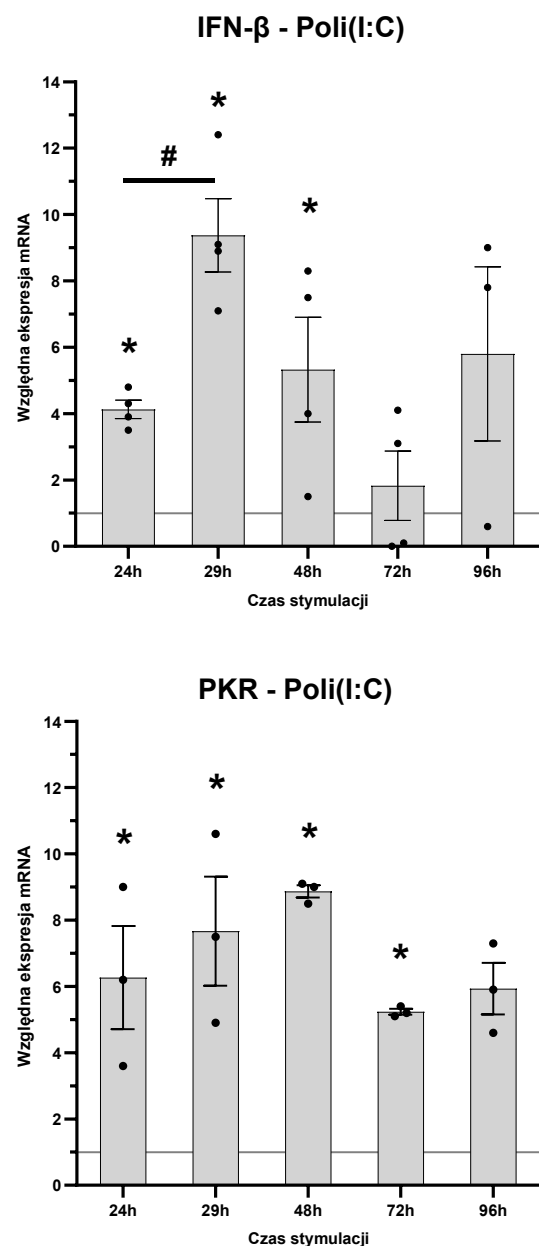 IFN-β - Poli(I:C)
Względna ekspresja mRNA
14
12
10
8
6
4
2
0
*
#
*
*
24h 29h 48h 72h 96h
Czas stymulacji
PKR - Poli(I:C)
Względna ekspresja mRNA
14
12
10
8
6
4
2
0
* * * *
24h 29h 48h 72h 96h
Czas stymulacji